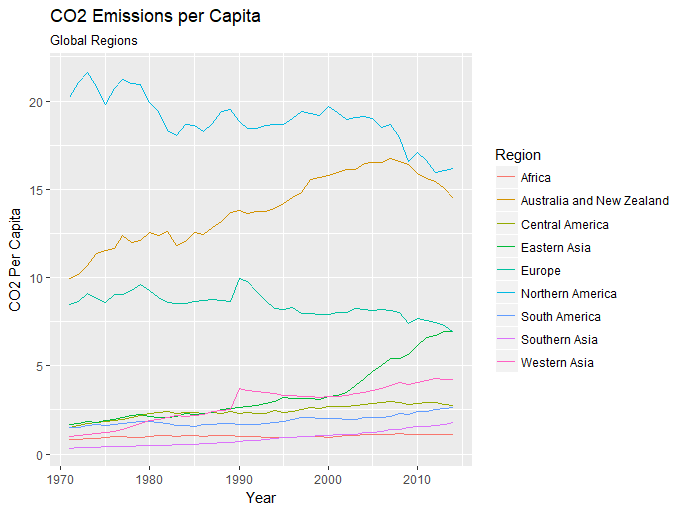 CO2 Emissions per Capita
Global Regions
20
15
10
5
0
CO2 Per Capita
1970
1980
1990
2000
2010
Year
Region
Africa
Australia and New Zealand
Central America
Eastern Asia
Europe
Northern America
South America
Southern Asia
Western Asia